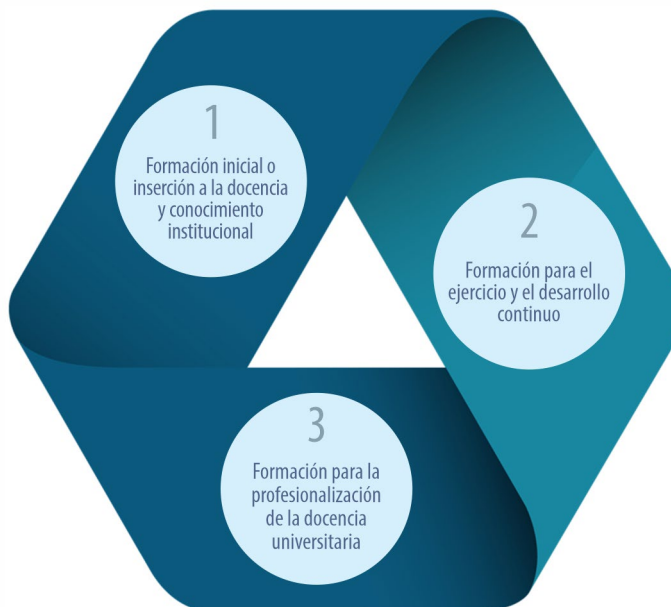 1
Formación inicial o
inserción a la docencia
y conocimiento
institucional
2
Formación para el
ejercicio y el desarrollo
continuo
3
Formación para la
profesionalización
de la docencia
universitaria